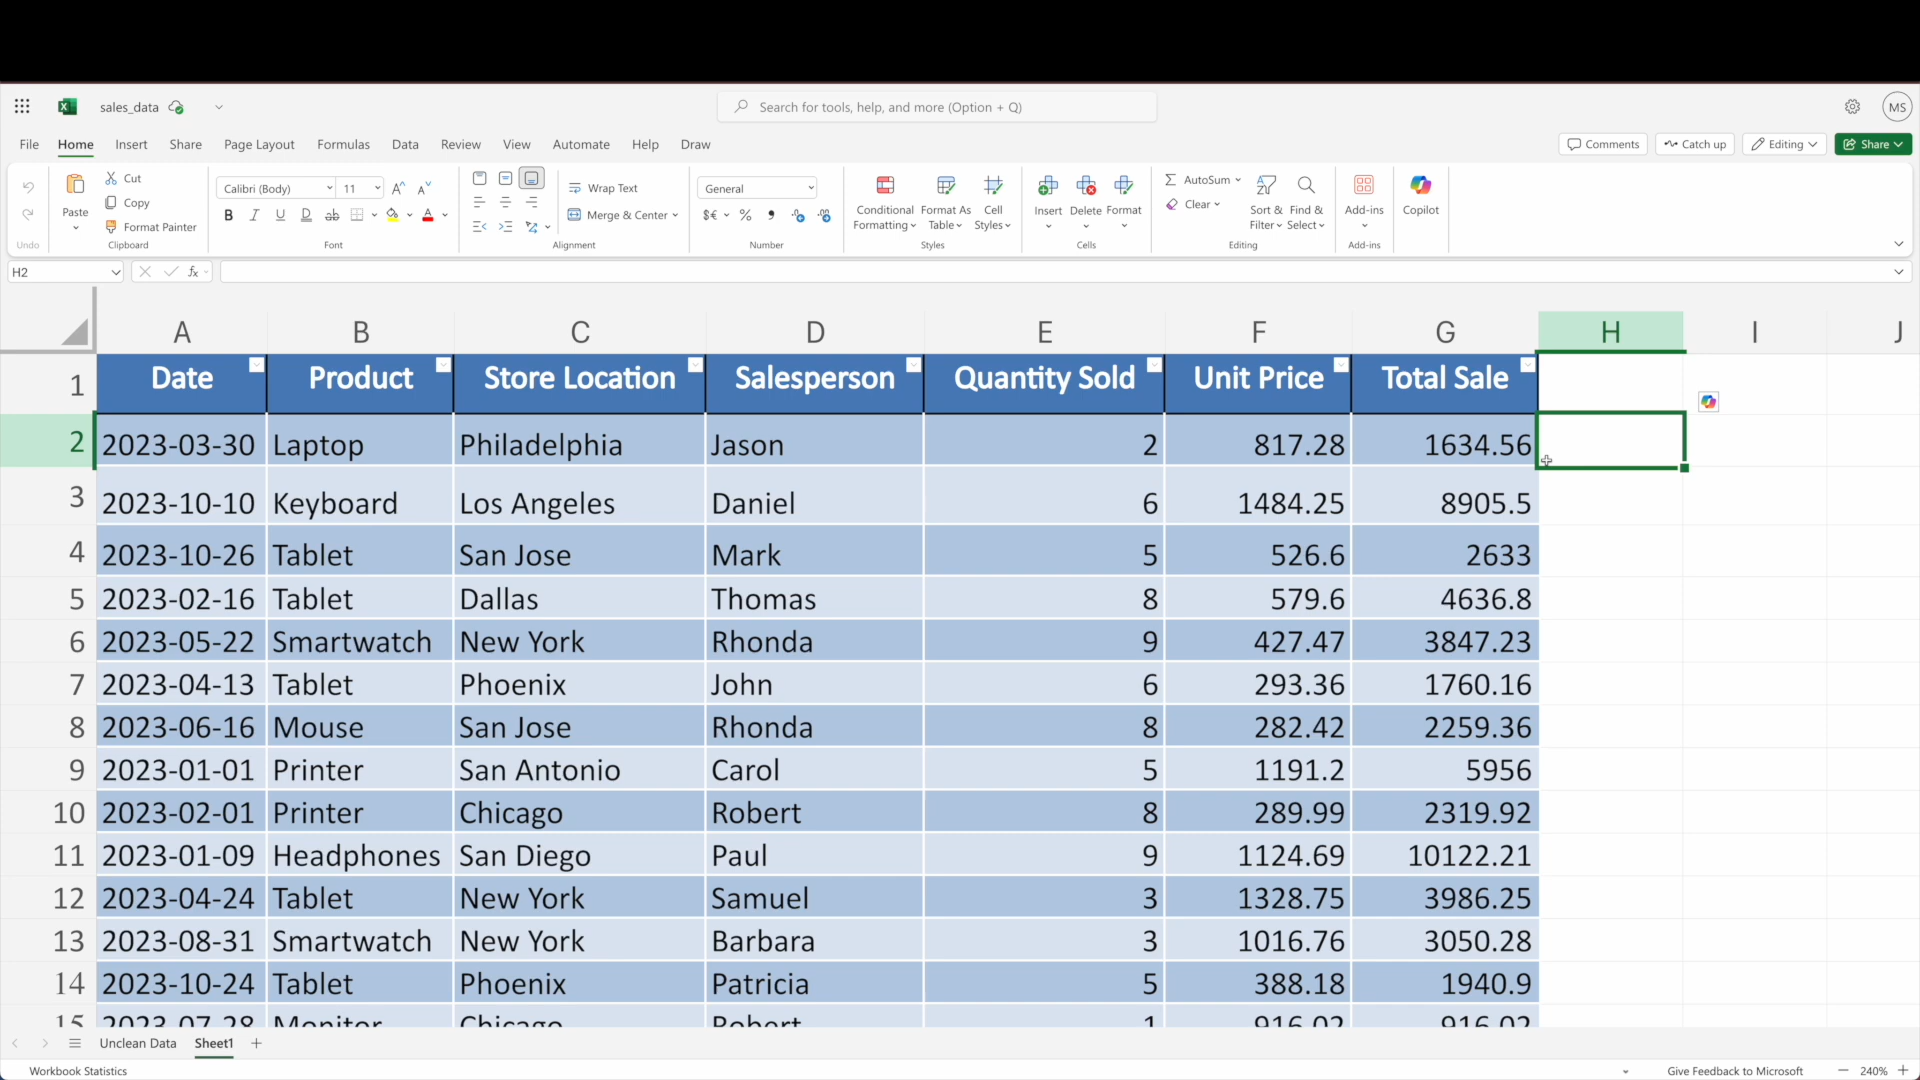 sales_data
Search for tools, help, and more (Option + Q)
MS
File Home Insert Share Page Layout Formulas Data Review View Automate Help Draw
Comments Catch up Editing Share
Paste Cut
Copy
Format Painter
Undo Clipboard
Calibri (Body) 11
B I U D ab A
Font
Wrap Text
Merge & Center
Alignment
General
$€ % ,
Number
Conditional Formatting Format As Table Cell Styles
Styles
Insert Delete Format
Cells
AutoSum
Clear
Sort & Filter Find & Select
Editing
Add-ins
Add-ins
Copilot
H2 fx
A B C D E F G H I J
1 Date Product Store Location Salesperson Quantity Sold Unit Price Total Sale
2 2023-03-30 Laptop Philadelphia Jason 2 817.28 1634.56
3 2023-10-10 Keyboard Los Angeles Daniel 6 1484.25 8905.5
4 2023-10-26 Tablet San Jose Mark 5 526.6 2633
5 2023-02-16 Tablet Dallas Thomas 8 579.6 4636.8
6 2023-05-22 Smartwatch New York Rhonda 9 427.47 3847.23
7 2023-04-13 Tablet Phoenix John 6 293.36 1760.16
8 2023-06-16 Mouse San Jose Rhonda 8 282.42 2259.36
9 2023-01-01 Printer San Antonio Carol 5 1191.2 5956
10 2023-02-01 Printer Chicago Robert 8 289.99 2319.92
11 2023-01-09 Headphones San Diego Paul 9 1124.69 10122.21
12 2023-04-24 Tablet New York Samuel 3 1328.75 3986.25
13 2023-08-31 Smartwatch New York Barbara 3 1016.76 3050.28
14 2023-10-24 Tablet Phoenix Patricia 5 388.18 1940.9
15 2023-07-28 Monitor Chicago Robert 1 916.02 916.02
Unclean Data Sheet1
Workbook Statistics Give Feedback to Microsoft 240%